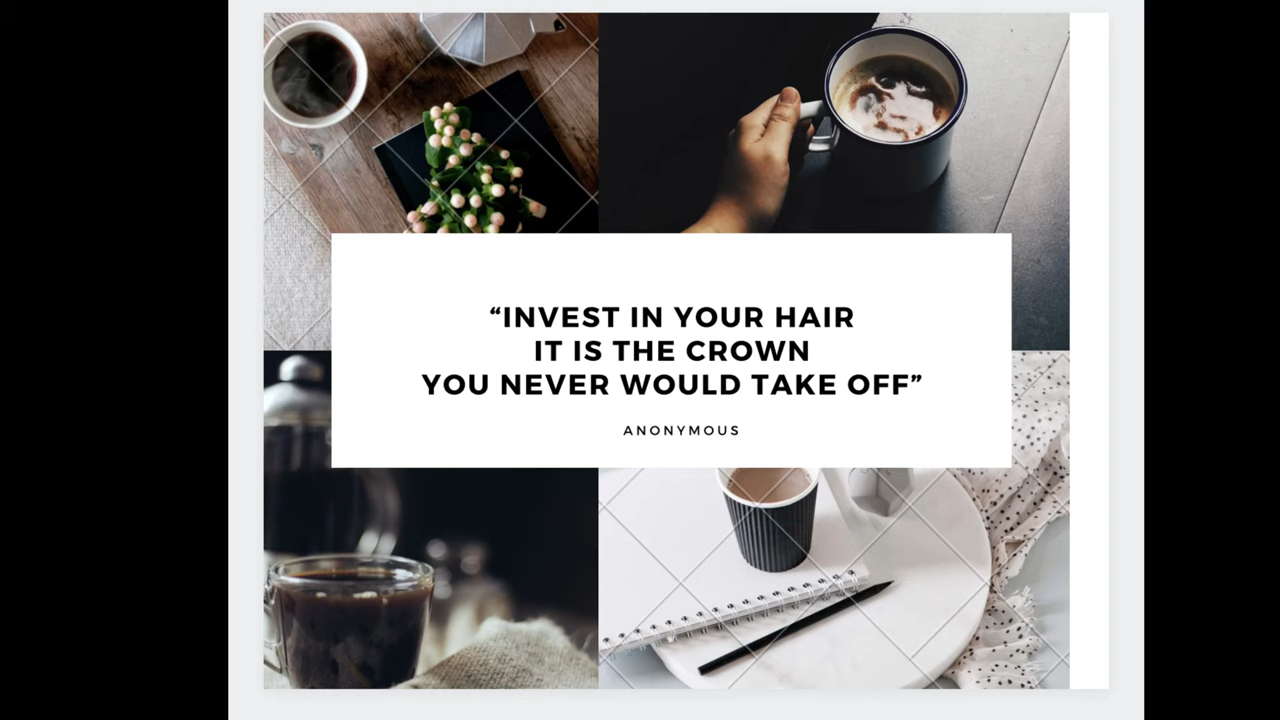 “INVEST IN YOUR HAIR
IT IS THE CROWN
YOU NEVER WOULD TAKE OFF”
ANONYMOUS